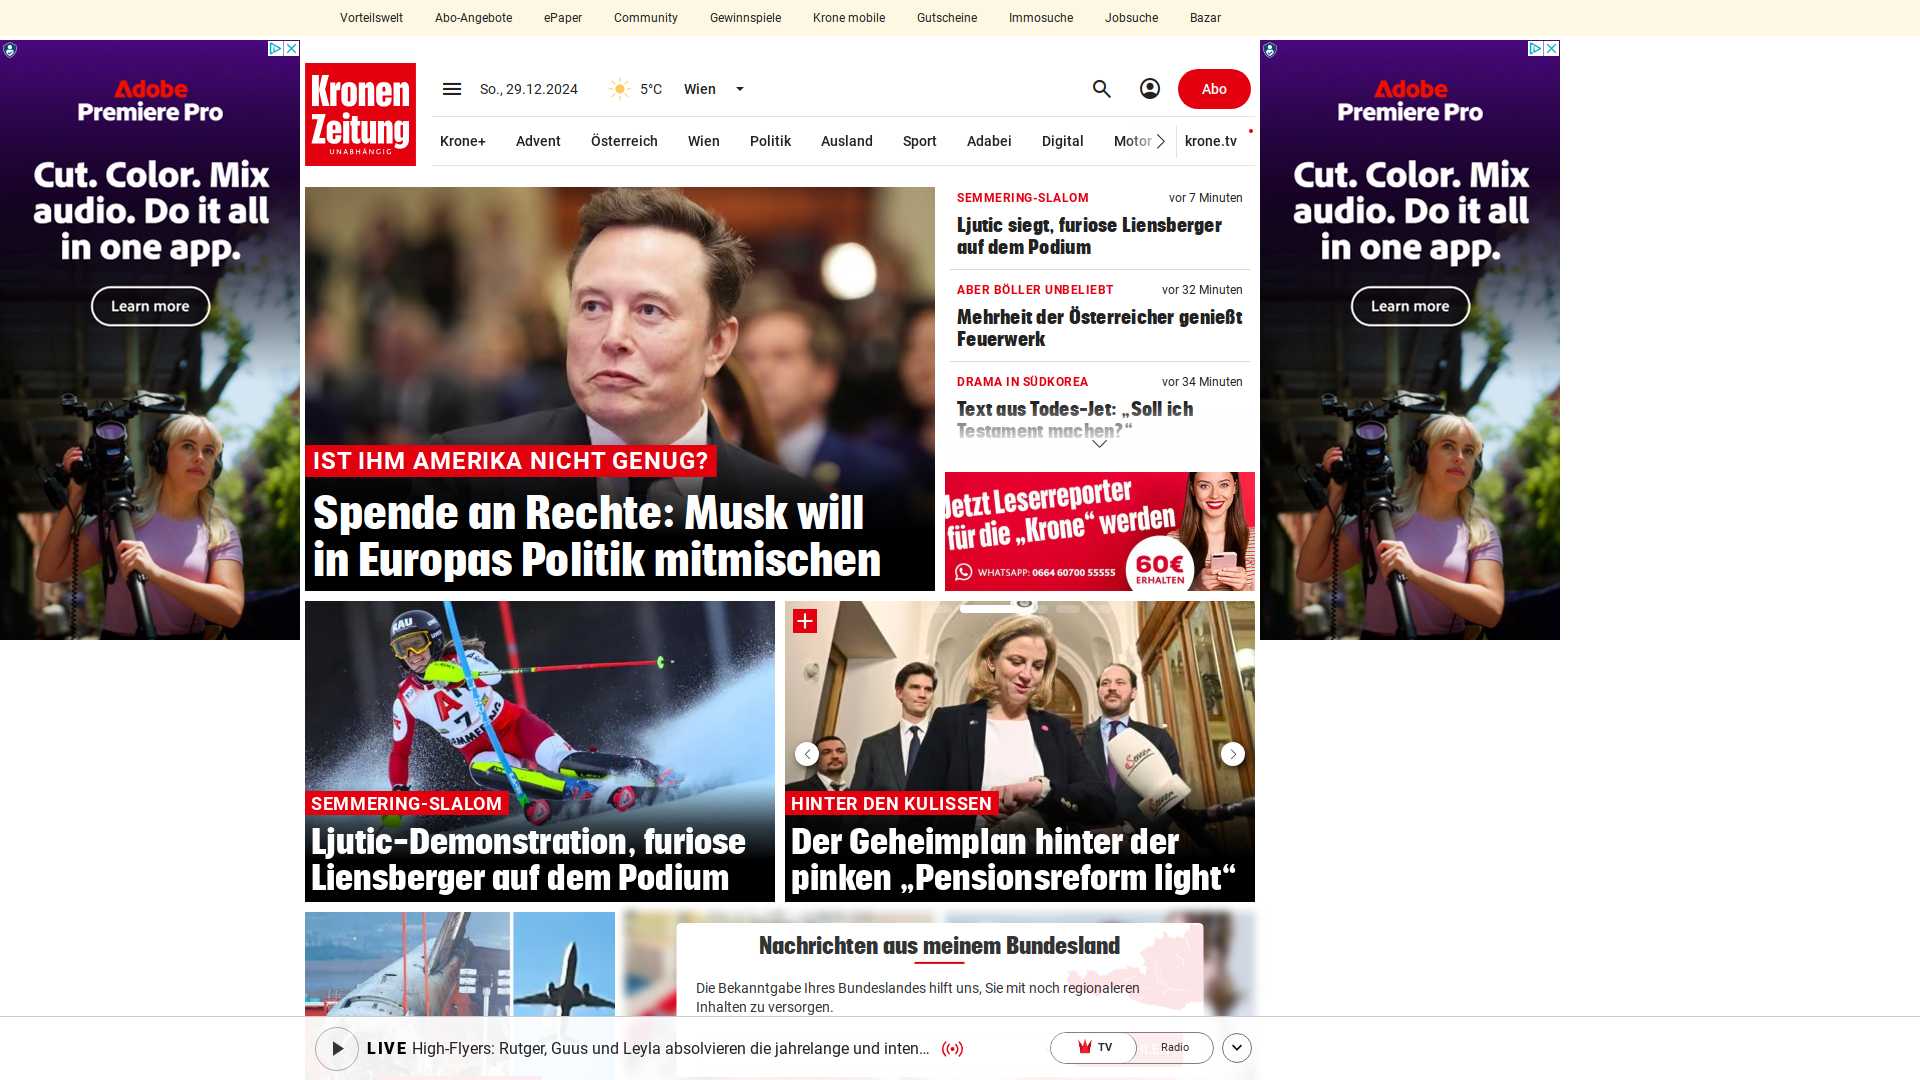 Vorteilswelt Abo-Angebote ePaper Community Gewinnspiele Krone mobile Gutscheine Immosuche Jobsuche Bazar
Adobe
Premiere Pro
Cut. Color. Mix
audio. Do it all
in one app.
Learn more
Kronen
Zeitung
UNABHÄNGIG
So., 29.12.2024 5°C Wien
Abo
Krone+ Advent Österreich Wien Politik Ausland Sport Adabei Digital Motor krone.tv
IST IHM AMERIKA NICHT GENUG?
Spende an Rechte: Musk will
in Europas Politik mitmischen
SEMMERING-SLALOM vor 7 Minuten
Ljutic siegt, furiose Liensberger
auf dem Podium
ABER BÖLLER UNBELIEBT vor 32 Minuten
Mehrheit der Österreicher genießt
Feuerwerk
DRAMA IN SÜDKOREA vor 34 Minuten
Text aus Todes-Jet: „Soll ich
Testament machen?“
Jetzt Leserreporter
für die „Krone“ werden
WHATSAPP: 0664 60700 55555
60€
ERHALTEN
Adobe
Premiere Pro
Cut. Color. Mix
audio. Do it all
in one app.
Learn more
RAU
A
7
SEMMERING
SEMMERING-SLALOM
Ljutic-Demonstration, furiose
Liensberger auf dem Podium
HINTER DEN KULISSEN
Der Geheimplan hinter der
pinken „Pensionsreform light“
Nachrichten aus meinem Bundesland
Die Bekanntgabe Ihres Bundeslandes hilft uns, Sie mit noch regionaleren
Inhalten zu versorgen.
LIVE High-Flyers: Rutger, Guus und Leyla absolvieren die jahrelange und inten...
TV Radio